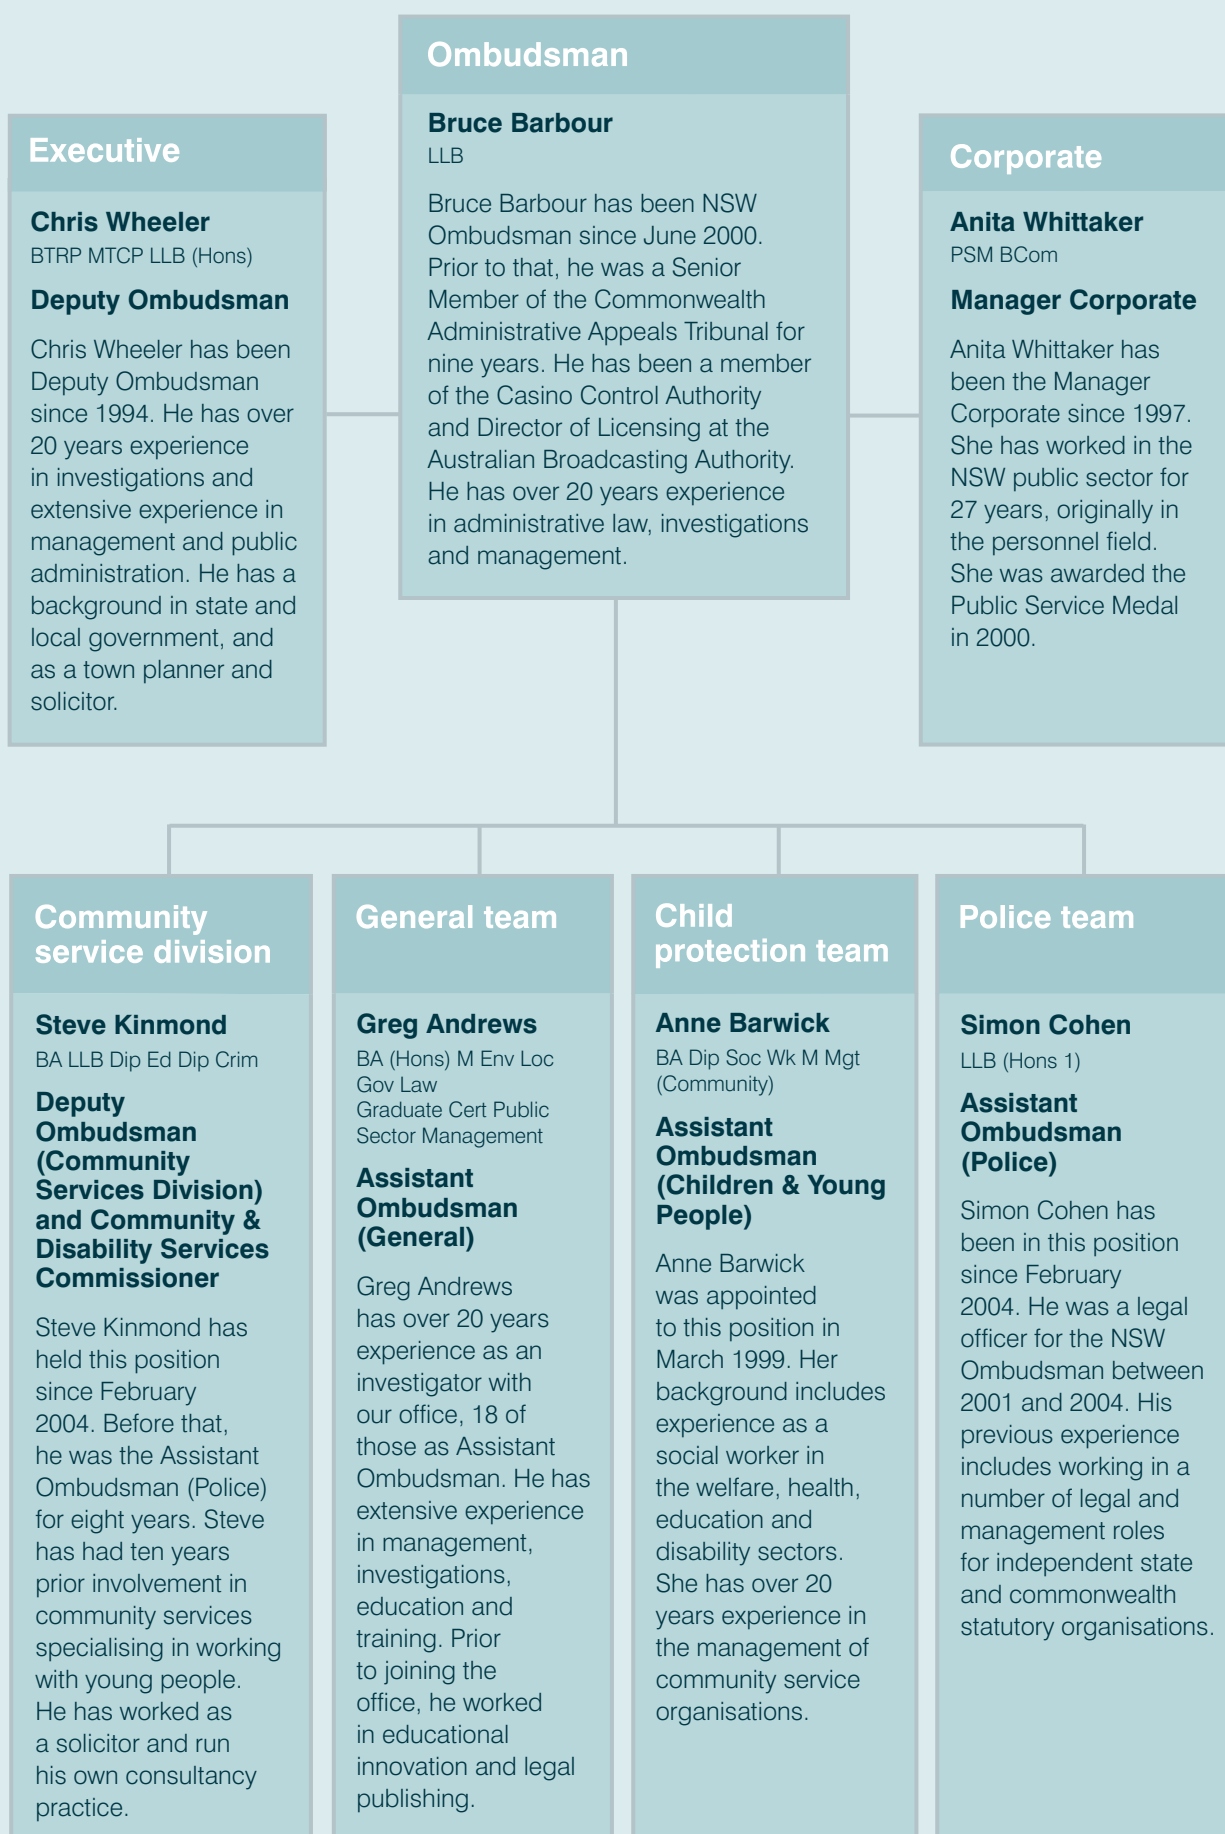 Ombudsman
Bruce Barbour
LLB
Bruce Barbour has been NSW
Ombudsman since June 2000.
Prior to that, he was a Senior
Member of the Commonwealth
Administrative Appeals Tribunal for
nine years. He has been a member
of the Casino Control Authority
and Director of Licensing at the
Australian Broadcasting Authority.
He has over 20 years experience
in administrative law, investigations
and management.
Executive
Chris Wheeler
BTRP MTCP LLB (Hons)
Deputy Ombudsman
Chris Wheeler has been
Deputy Ombudsman
since 1994. He has over
20 years experience
in investigations and
extensive experience in
management and public
administration. He has a
background in state and
local government, and
as a town planner and
solicitor.
Corporate
Anita Whittaker
PSM BCom
Manager Corporate
Anita Whittaker has
been the Manager
Corporate since 1997.
She has worked in the
NSW public sector for
27 years, originally in
the personnel field.
She was awarded the
Public Service Medal
in 2000.
Community
service division
Steve Kinmond
BA LLB Dip Ed Dip Crim
Deputy
Ombudsman
(Community
Services Division)
and Community &
Disability Services
Commissioner
Steve Kinmond has
held this position
since February
2004. Before that,
he was the Assistant
Ombudsman (Police)
for eight years. Steve
has had ten years
prior involvement in
community services
specialising in working
with young people.
He has worked as
a solicitor and run
his own consultancy
practice.
General team
Greg Andrews
BA (Hons) M Env Loc
Gov Law
Graduate Cert Public
Sector Management
Assistant
Ombudsman
(General)
Greg Andrews
has over 20 years
experience as an
investigator with
our office, 18 of
those as Assistant
Ombudsman. He has
extensive experience
in management,
investigations,
education and
training. Prior
to joining the
office, he worked
in educational
innovation and legal
publishing.
Child
protection team
Anne Barwick
BA Dip Soc Wk M Mgt
(Community)
Assistant
Ombudsman
(Children & Young
People)
Anne Barwick
was appointed
to this position in
March 1999. Her
background includes
experience as a
social worker in
the welfare, health,
education and
disability sectors.
She has over 20
years experience in
the management of
community service
organisations.
Police team
Simon Cohen
LLB (Hons 1)
Assistant
Ombudsman
(Police)
Simon Cohen has
been in this position
since February
2004. He was a legal
officer for the NSW
Ombudsman between
2001 and 2004. His
previous experience
includes working in a
number of legal and
management roles
for independent state
and commonwealth
statutory organisations.